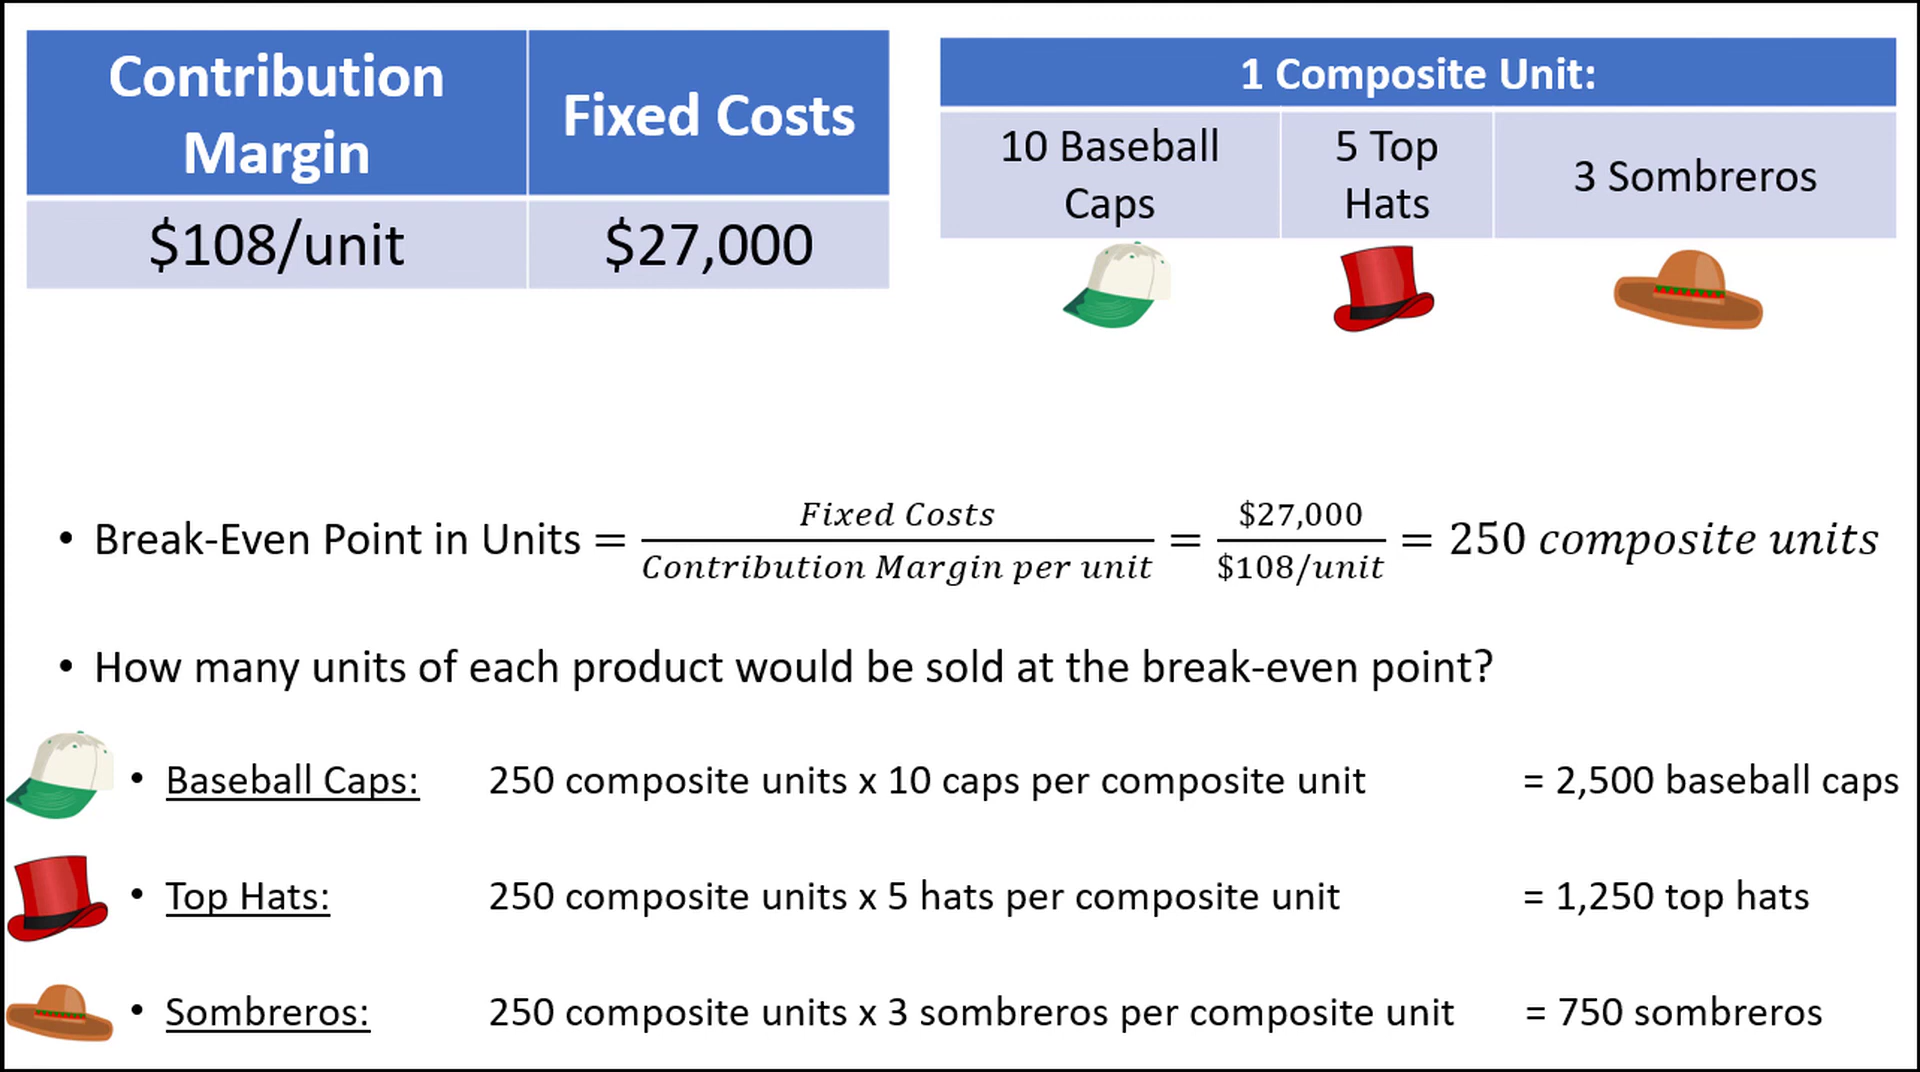 Contribution
Margin
Fixed Costs
$108/unit
$27,000
1 Composite Unit:
10 Baseball
Caps
5 Top
Hats
3 Sombreros
• Break-Even Point in Units = Fixed Costs / Contribution Margin per unit = $27,000 / $108/unit = 250 composite units
• How many units of each product would be sold at the break-even point?
• Baseball Caps: 250 composite units x 10 caps per composite unit = 2,500 baseball caps
• Top Hats: 250 composite units x 5 hats per composite unit = 1,250 top hats
• Sombreros: 250 composite units x 3 sombreros per composite unit = 750 sombreros